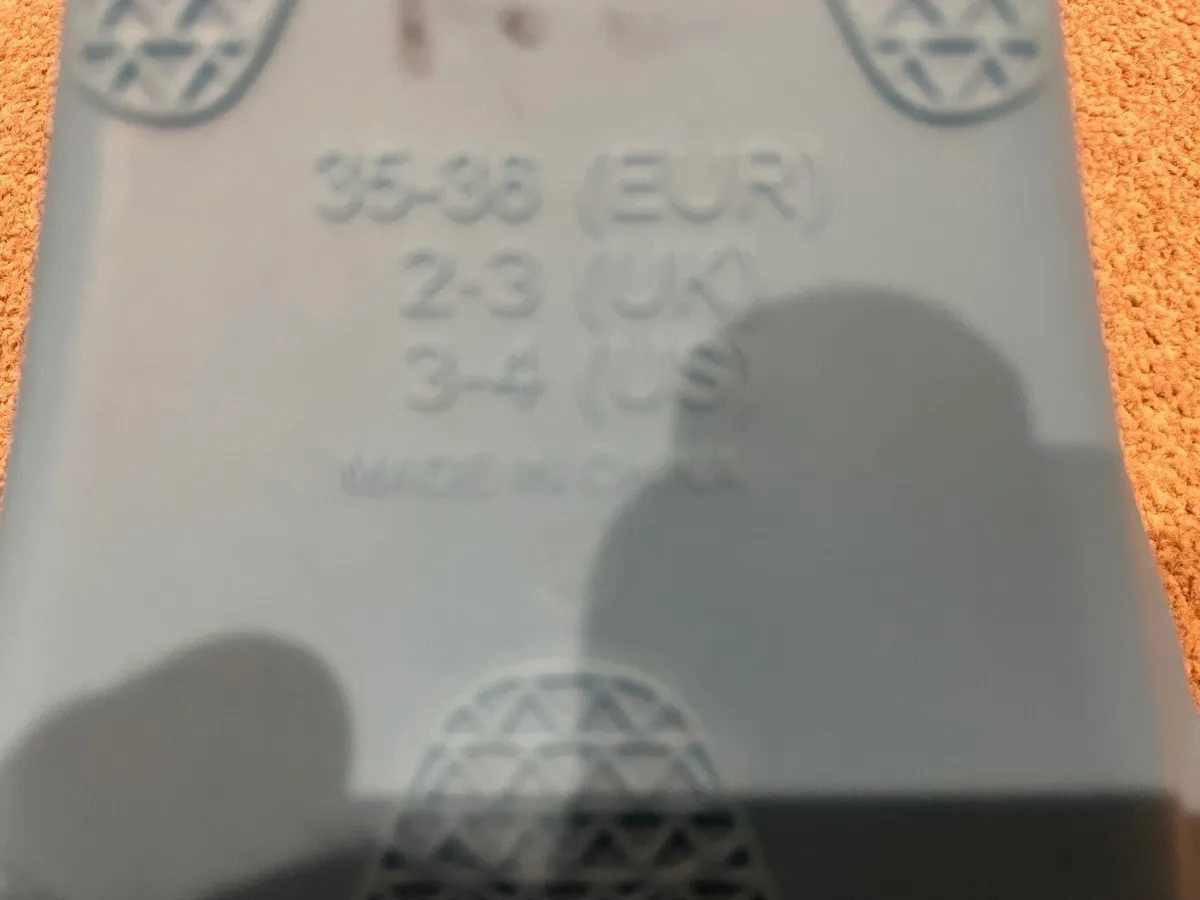 35-36 (EUR)
2-3 (UK)
3-4 (US)
MADE IN CHINA